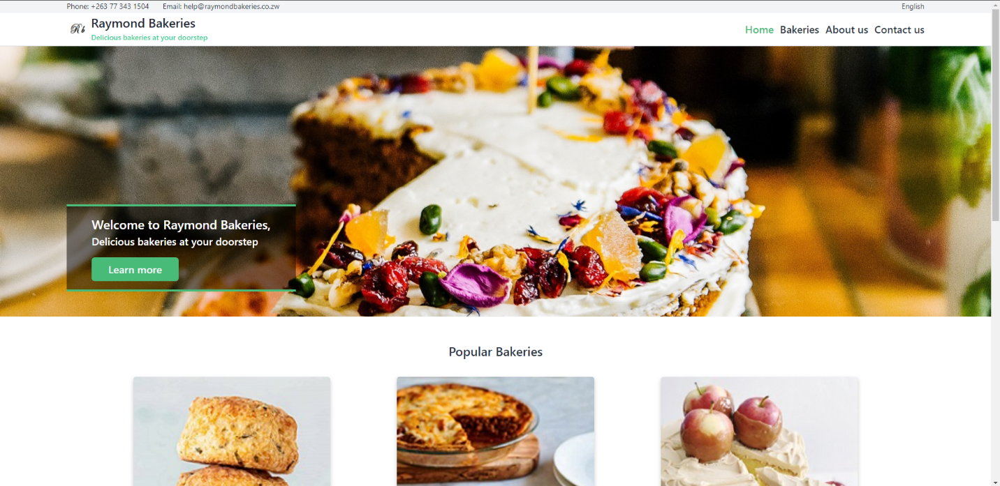 Phone: +263 77 343 1504 Email: help@raymondbakeries.co.zw English
Rb Raymond Bakeries
Delicious bakeries at your doorstep
Home Bakeries About us Contact us
Welcome to Raymond Bakeries,
Delicious bakeries at your doorstep
Learn more
Popular Bakeries